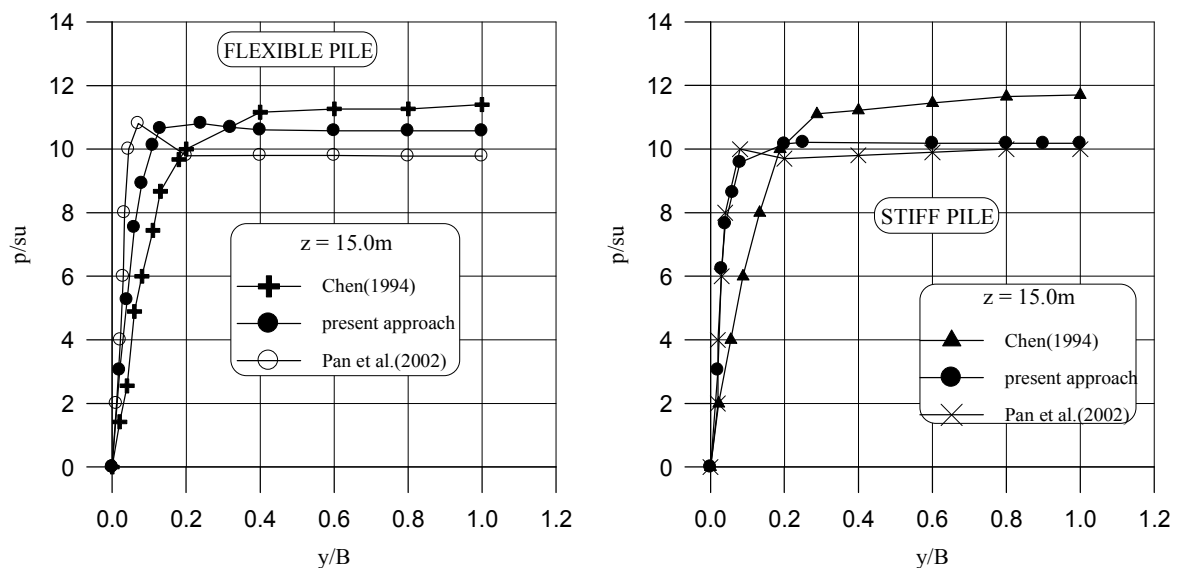 14
12
10
8
6
4
2
0
p/su
FLEXIBLE PILE
z = 15.0m
Chen(1994)
present approach
Pan et al.(2002)
0.0 0.2 0.4 0.6 0.8 1.0 1.2
y/B
14
12
10
8
6
4
2
0
p/su
STIFF PILE
z = 15.0m
Chen(1994)
present approach
Pan et al.(2002)
0.0 0.2 0.4 0.6 0.8 1.0 1.2
y/B